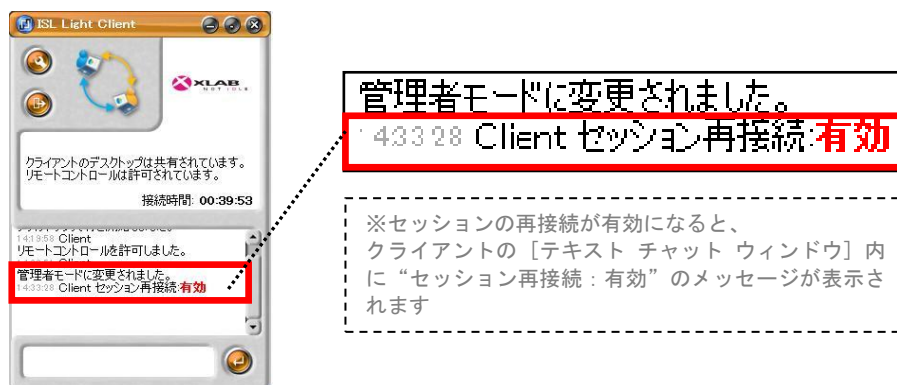 ISL Light Client
XLAB
NOT IDLE
クライアントのデスクトップは共有されています。
リモートコントロールは許可されています。
接続時間: 00:39:53
14:19:58 Client
リモートコントロールを許可しました。
管理者モードに変更されました。
14:33:28 Client セッション再接続:有効
管理者モードに変更されました。
14:33:28 Client セッション再接続:有効
※セッションの再接続が有効になると、
クライアントの［テキスト チャット ウィンドウ］内
に“セッション再接続：有効”のメッセージが表示さ
れます